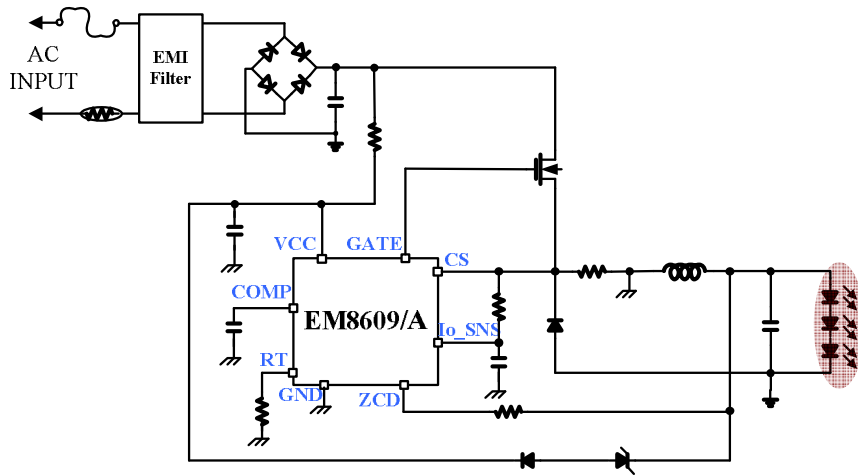 AC
INPUT
EMI
Filter
VCC
GATE
CS
COMP
EM8609/A
Io_SNS
RT
GND
ZCD